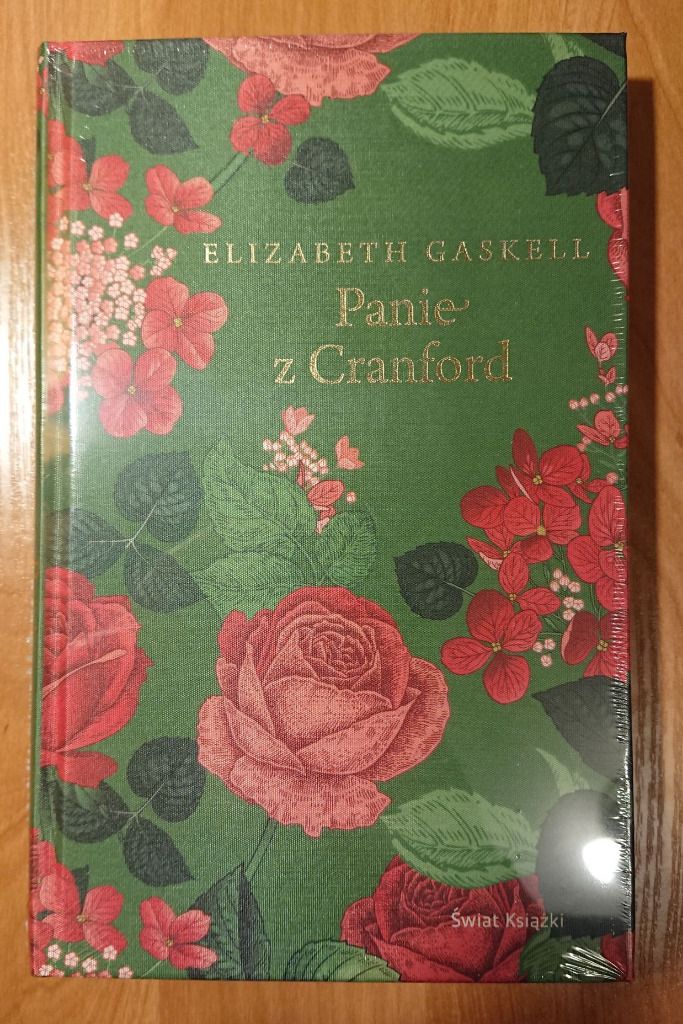 ELIZABETH GASKELL
Panie
z Cranford
Świat Książki